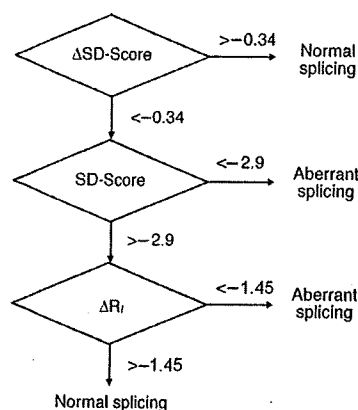 ΔSD-Score
>-0.34
Normal
splicing
<-0.34
SD-Score
<-2.9
Aberrant
splicing
>-2.9
ΔRi
<-1.45
Aberrant
splicing
>-1.45
Normal splicing